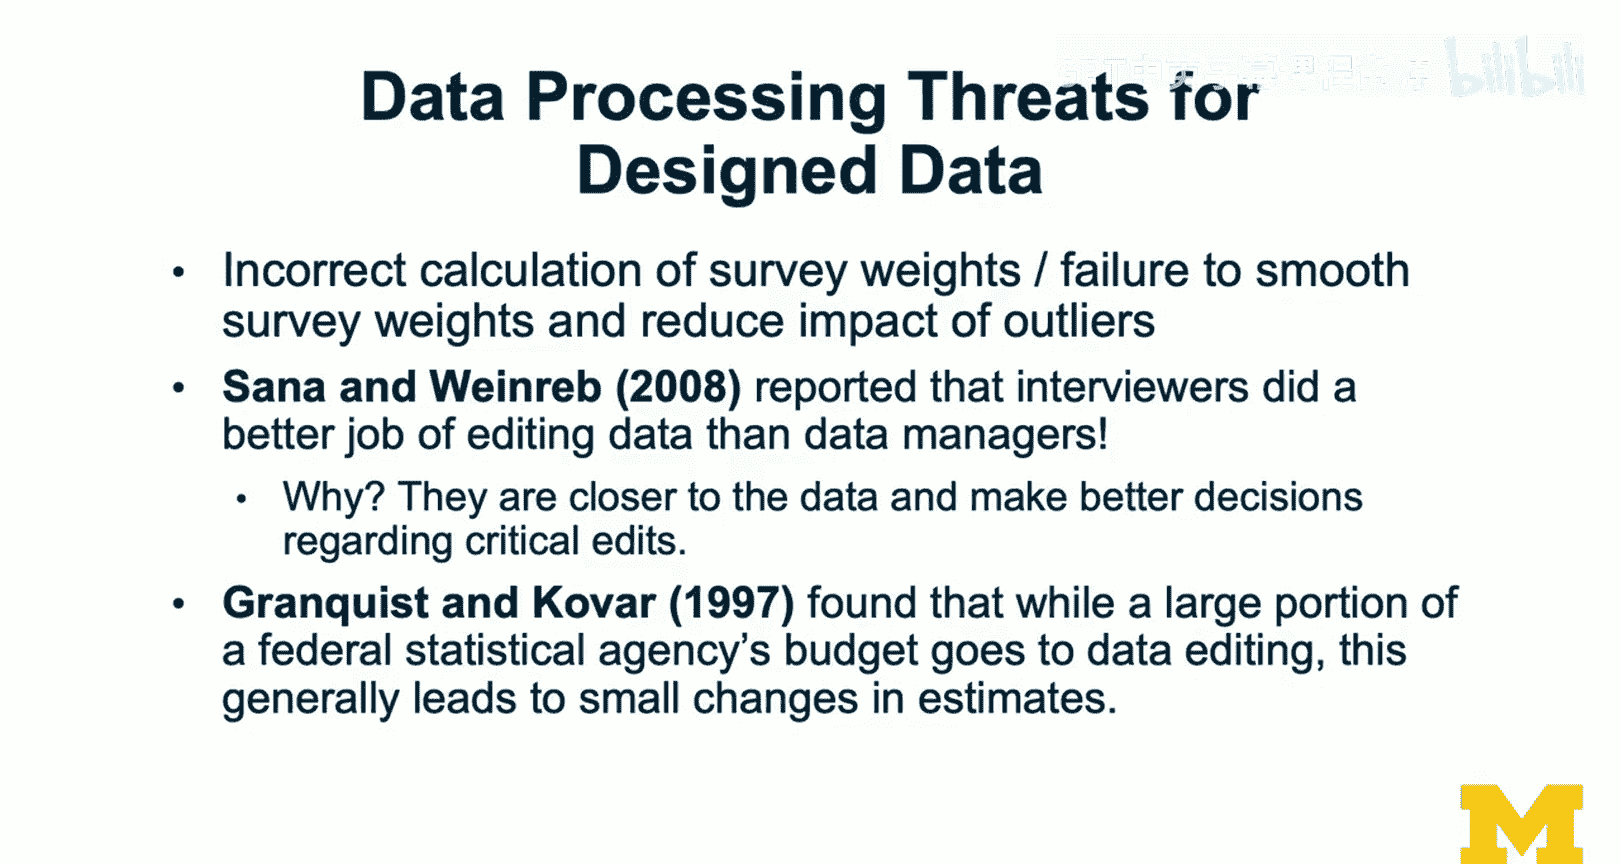 Data Processing Threats for
Designed Data
• Incorrect calculation of survey weights / failure to smooth
survey weights and reduce impact of outliers
• Sana and Weinreb (2008) reported that interviewers did a
better job of editing data than data managers!
• Why? They are closer to the data and make better decisions
regarding critical edits.
• Granquist and Kovar (1997) found that while a large portion of
a federal statistical agency’s budget goes to data editing, this
generally leads to small changes in estimates.
bilibili
M